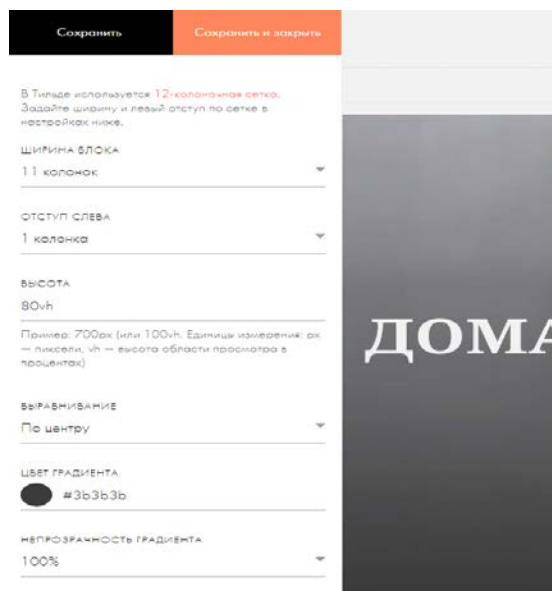 Сохранить
Сохранить и закрыть
В Тильде используется 12-колоночная сетка.
Задайте ширину и левый отступ по сетке в
настройках ниже.
ШИРИНА БЛОКА
11 колонок
ОТСТУП СЛЕВА
1 колонка
ВЫСОТА
80vh
Пример: 700px (или 100vh. Единицы измерения: px
— пиксели, vh — высота области просмотра в
процентах)
ВЫРАВНИВАНИЕ
По центру
ЦВЕТ ГРАДИЕНТА
#3b3b3b
НЕПРОЗРАЧНОСТЬ ГРАДИЕНТА
100%
ДОМА